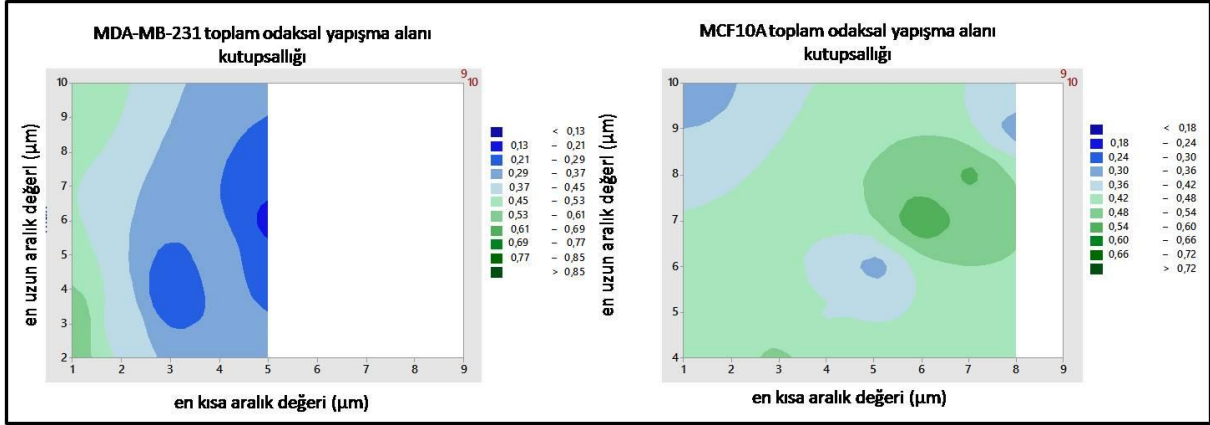 MDA-MB-231 toplam odaksal yapışma alanı
kutupsallığı
9
10
10
9
8
7
6
5
4
3
2
1 2 3 4 5 6 7 8 9
en uzun aralık değeri (µm)
en kısa aralık değeri (µm)
< 0,13
0,13 – 0,21
0,21 – 0,29
0,29 – 0,37
0,37 – 0,45
0,45 – 0,53
0,53 – 0,61
0,61 – 0,69
0,69 – 0,77
0,77 – 0,85
> 0,85
MCF10A toplam odaksal yapışma alanı
kutupsallığı
9
10
10
9
8
7
6
5
4
1 2 3 4 5 6 7 8 9
en uzun aralık değeri (µm)
en kısa aralık değeri (µm)
< 0,18
0,18 – 0,24
0,24 – 0,30
0,30 – 0,36
0,36 – 0,42
0,42 – 0,48
0,48 – 0,54
0,54 – 0,60
0,60 – 0,66
0,66 – 0,72
> 0,72